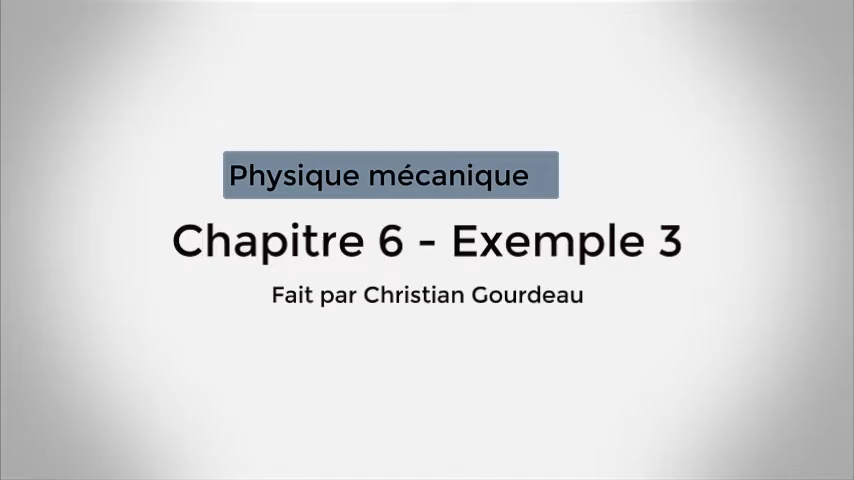 Physique mécanique
Chapitre 6 - Exemple 3
Fait par Christian Gourdeau